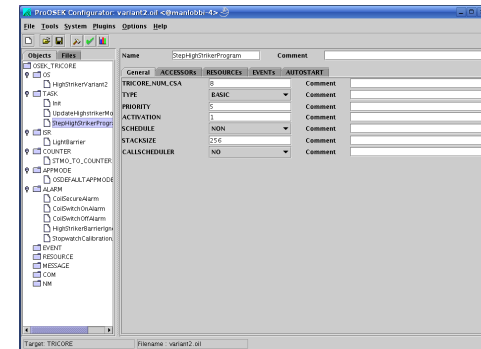 ProOSEK Configurator: variant2.oil <@manlobbi-4>
File Tools System Plugins Options Help
Objects Files
OSEK_TRICORE
OS
HighStrikerVariant2
TASK
Init
UpdateHighstrikerMo
StepHighStrikerProgra
ISR
LightBarrier
COUNTER
STMO_TO_COUNTER
APPMODE
OSDEFAULTAPPMODE
ALARM
CoilSecureAlarm
CoilSwitchOnAlarm
CoilSwitchOffAlarm
HighStrikerBarrierIgn
StopwatchCalibration
EVENT
RESOURCE
MESSAGE
COM
NM
Name StepHighStrikerProgram Comment
General ACCESSORs RESOURCEs EVENTs AUTOSTART
TRICORE_NUM_CSA 8 Comment
TYPE BASIC Comment
PRIORITY 5 Comment
ACTIVATION 1 Comment
SCHEDULE NON Comment
STACKSIZE 256 Comment
CALLSCHEDULER NO Comment
Target: TRICORE Filename : variant2.oil